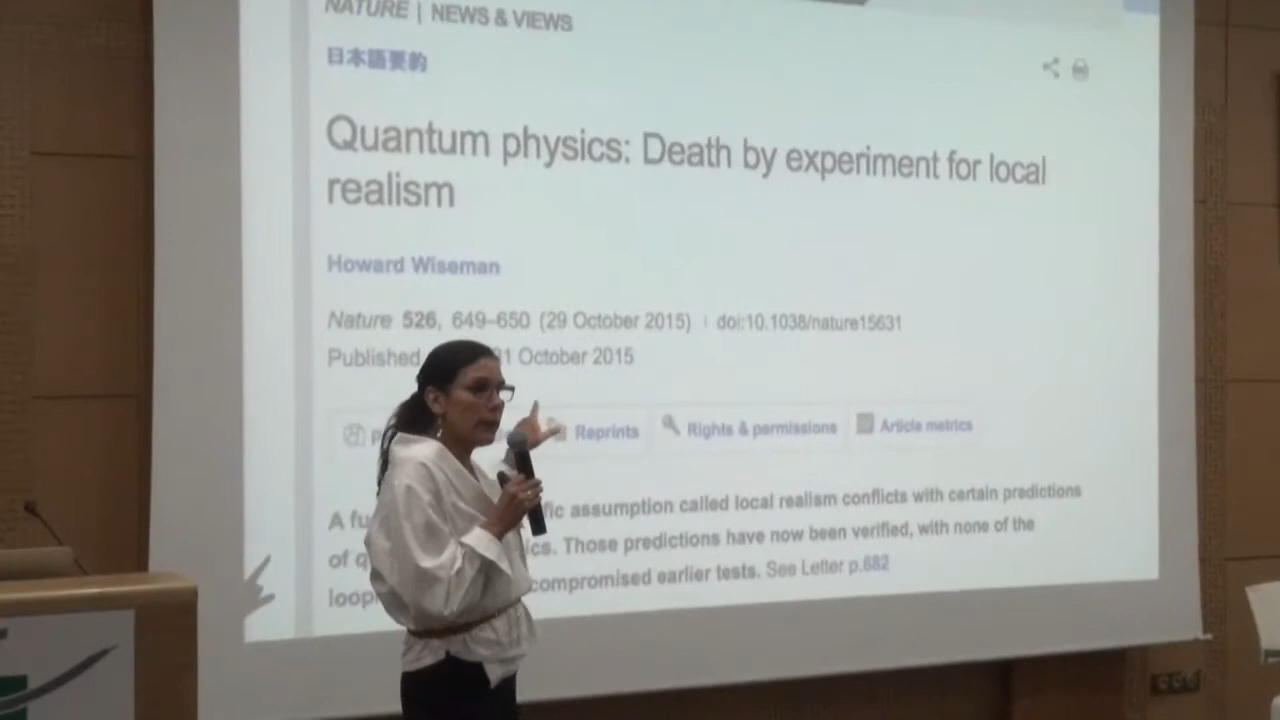 NATURE | NEWS & VIEWS
日本語要約
Quantum physics: Death by experiment for local
realism
Howard Wiseman
Nature 526, 649–650 (29 October 2015) | doi:10.1038/nature15631
Published 21 October 2015
Reprints Rights & permissions Article metrics
A fu fic assumption called local realism conflicts with certain predictions
of q ics. Those predictions have now been verified, with none of the
loop compromised earlier tests. See Letter p.682